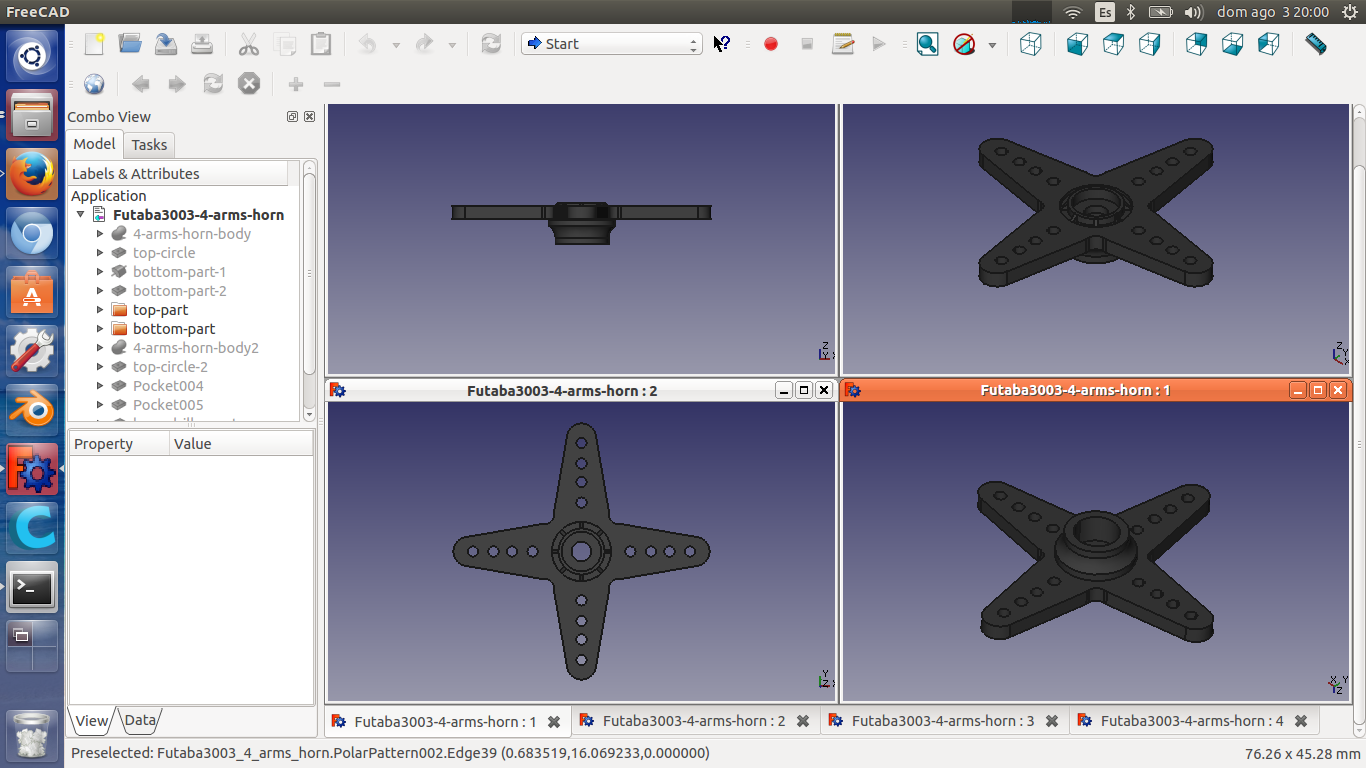 FreeCAD
Es
dom ago 3 20:00
Start
Combo View
Model
Tasks
Labels & Attributes
Application
Futaba3003-4-arms-horn
4-arms-horn-body
top-circle
bottom-part-1
bottom-part-2
top-part
bottom-part
4-arms-horn-body2
top-circle-2
Pocket004
Pocket005
Property
Value
View
Data
Futaba3003-4-arms-horn : 2
Futaba3003-4-arms-horn : 1
Futaba3003-4-arms-horn : 1
Futaba3003-4-arms-horn : 2
Futaba3003-4-arms-horn : 3
Futaba3003-4-arms-horn : 4
Preselected: Futaba3003_4_arms_horn.PolarPattern002.Edge39 (0.683519,16.069233,0.000000)
76.26 x 45.28 mm